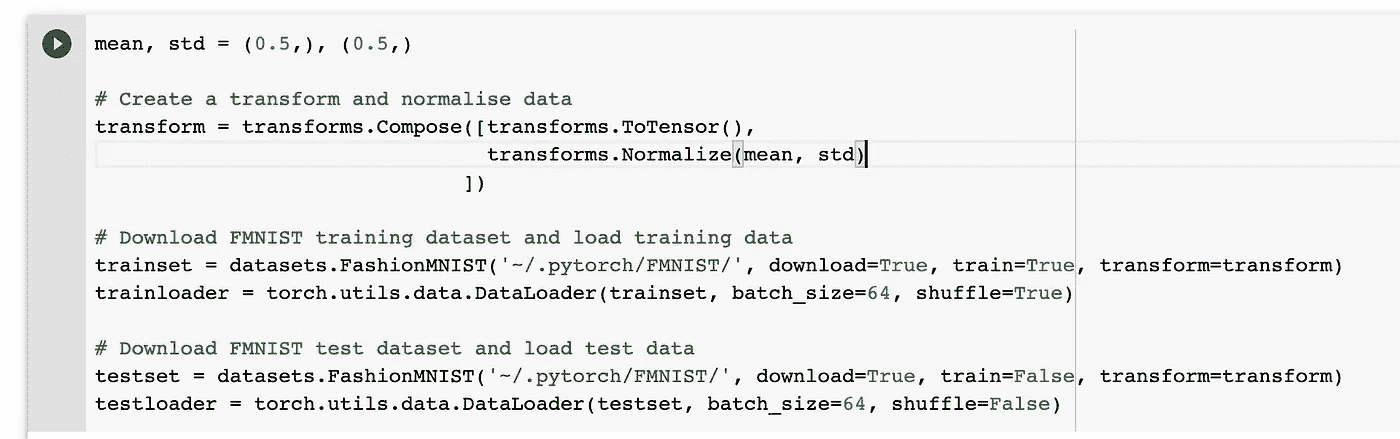 mean, std = (0.5,), (0.5,)
# Create a transform and normalise data
transform = transforms.Compose([transforms.ToTensor(),
                                transforms.Normalize(mean, std)
                              ])
# Download FMNIST training dataset and load training data
trainset = datasets.FashionMNIST('~/.pytorch/FMNIST/', download=True, train=True, transform=transform)
trainloader = torch.utils.data.DataLoader(trainset, batch_size=64, shuffle=True)
# Download FMNIST test dataset and load test data
testset = datasets.FashionMNIST('~/.pytorch/FMNIST/', download=True, train=False, transform=transform)
testloader = torch.utils.data.DataLoader(testset, batch_size=64, shuffle=False)